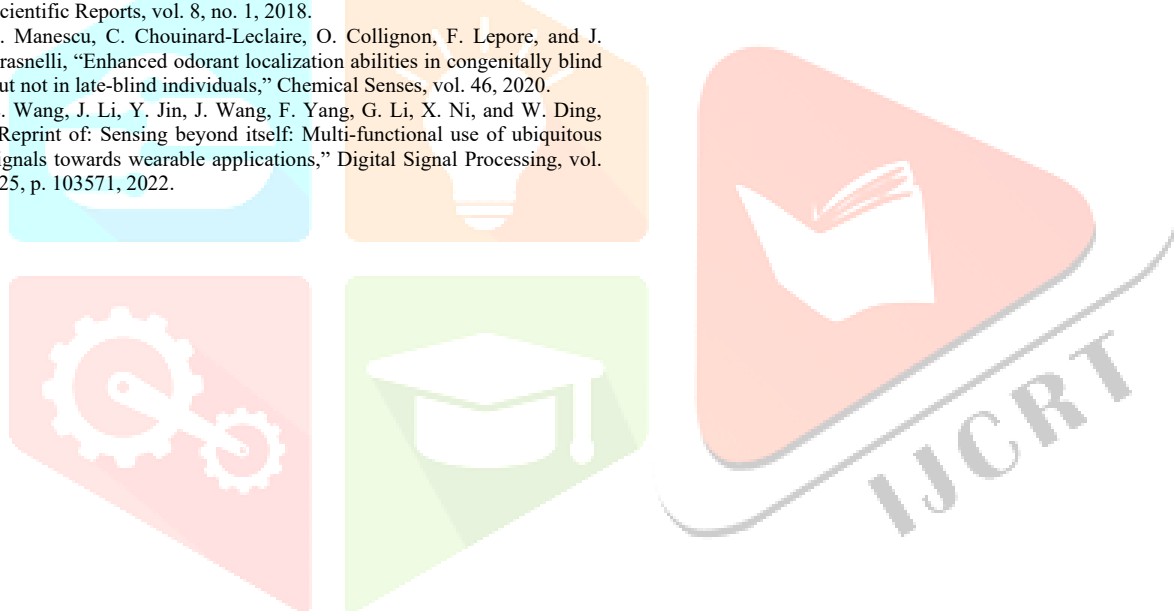 cientific Reports, vol. 8, no. 1, 2018.
. Manescu, C. Chouinard-Leclaire, O. Collignon, F. Lepore, and J.
rasnelli, “Enhanced odorant localization abilities in congenitally blind
ut not in late-blind individuals,” Chemical Senses, vol. 46, 2020.
. Wang, J. Li, Y. Jin, J. Wang, F. Yang, G. Li, X. Ni, and W. Ding,
Reprint of: Sensing beyond itself: Multi-functional use of ubiquitous
ignals towards wearable applications,” Digital Signal Processing, vol.
25, p. 103571, 2022.
IJCRT